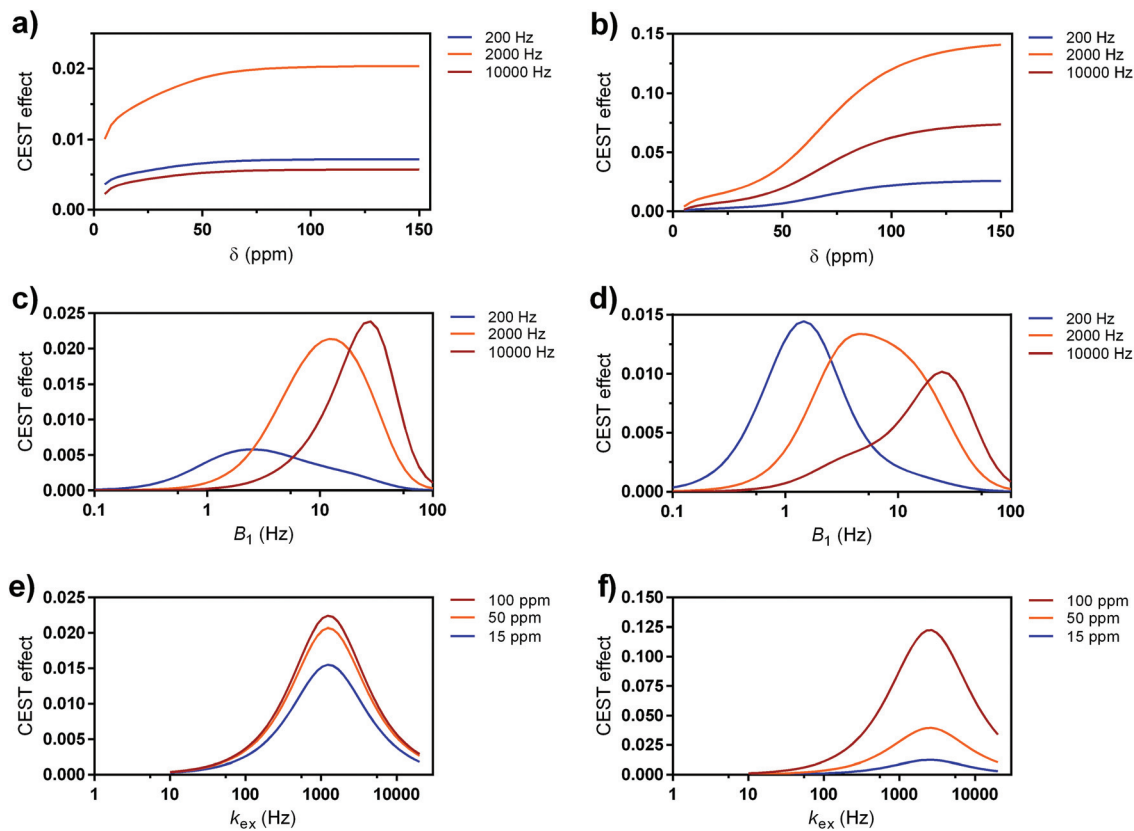 a)
CEST effect
0.02
0.01
0.00
0 50 100 150
δ (ppm)
200 Hz
2000 Hz
10000 Hz
b)
CEST effect
0.15
0.10
0.05
0.00
0 50 100 150
δ (ppm)
200 Hz
2000 Hz
10000 Hz
c)
CEST effect
0.025
0.020
0.015
0.010
0.005
0.000
0.1 1 10 100
B1 (Hz)
200 Hz
2000 Hz
10000 Hz
d)
CEST effect
0.015
0.010
0.005
0.000
0.1 1 10 100
B1 (Hz)
200 Hz
2000 Hz
10000 Hz
e)
CEST effect
0.025
0.020
0.015
0.010
0.005
0.000
1 10 100 1000 10000
kex (Hz)
100 ppm
50 ppm
15 ppm
f)
CEST effect
0.150
0.125
0.100
0.075
0.050
0.025
0.000
1 10 100 1000 10000
kex (Hz)
100 ppm
50 ppm
15 ppm